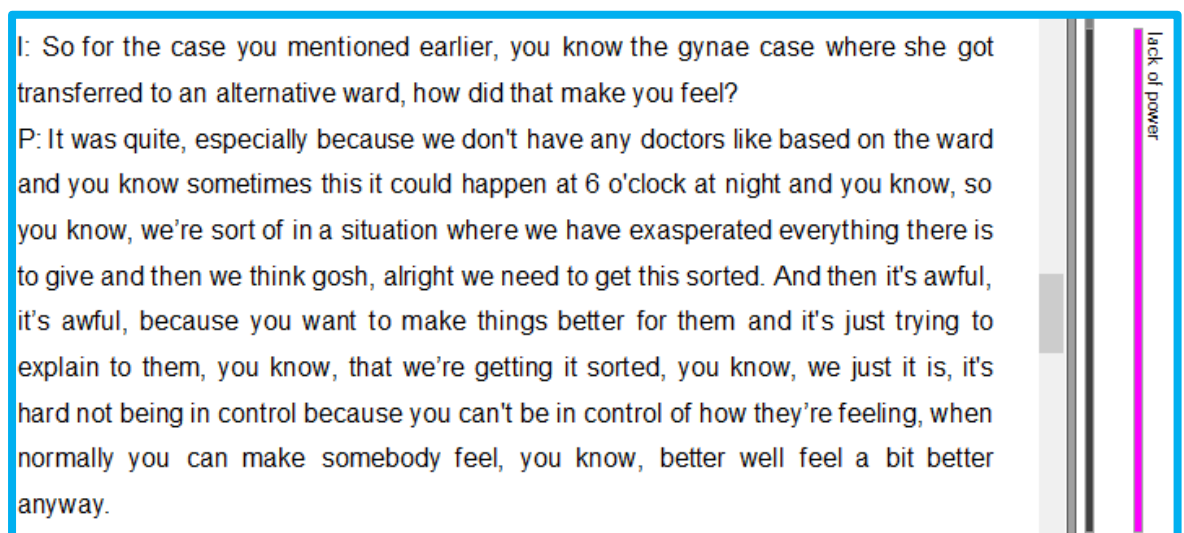 I: So for the case you mentioned earlier, you know the gynae case where she got
transferred to an alternative ward, how did that make you feel?
P: It was quite, especially because we don't have any doctors like based on the ward
and you know sometimes this it could happen at 6 o'clock at night and you know, so
you know, we’re sort of in a situation where we have exasperated everything there is
to give and then we think gosh, alright we need to get this sorted. And then it's awful,
it’s awful, because you want to make things better for them and it's just trying to
explain to them, you know, that we’re getting it sorted, you know, we just it is, it's
hard not being in control because you can't be in control of how they’re feeling, when
normally you can make somebody feel, you know, better well feel a bit better
anyway.
lack of power